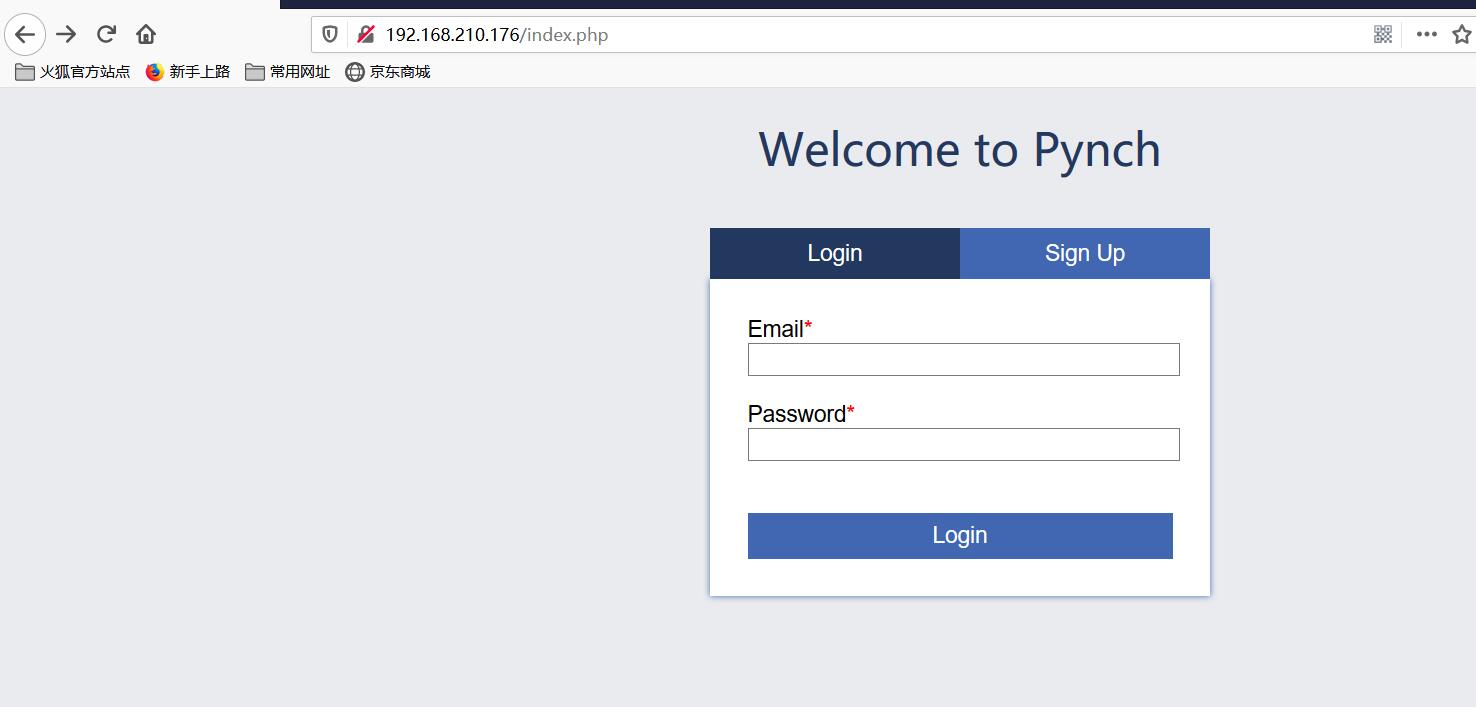 192.168.210.176/index.php
火狐官方站点 新手上路 常用网址 京东商城
Welcome to Pynch
Login Sign Up
Email*
Password*
Login